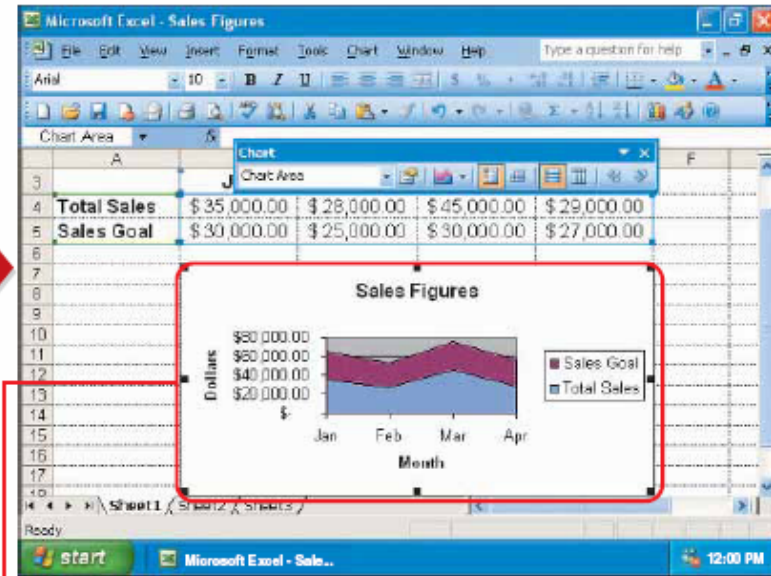 Microsoft Excel - Sales Figures
File Edit View Insert Format Tools Chart Window Help Type a question for help
Arial 10 B I U
Chart Area fx
Chart
Chart Area
A F
3 J
4 Total Sales $35,000.00 $28,000.00 $45,000.00 $29,000.00
5 Sales Goal $30,000.00 $25,000.00 $30,000.00 $27,000.00
6
7
8
9
10
11
12
13
14
15
16
17
18
Sales Figures
Dollars
$80,000.00
$60,000.00
$40,000.00
$20,000.00
$-
Jan Feb Mar Apr
Month
Sales Goal
Total Sales
Sheet1 Sheet2 Sheet3
Ready
start Microsoft Excel - Sale... 12:00 PM